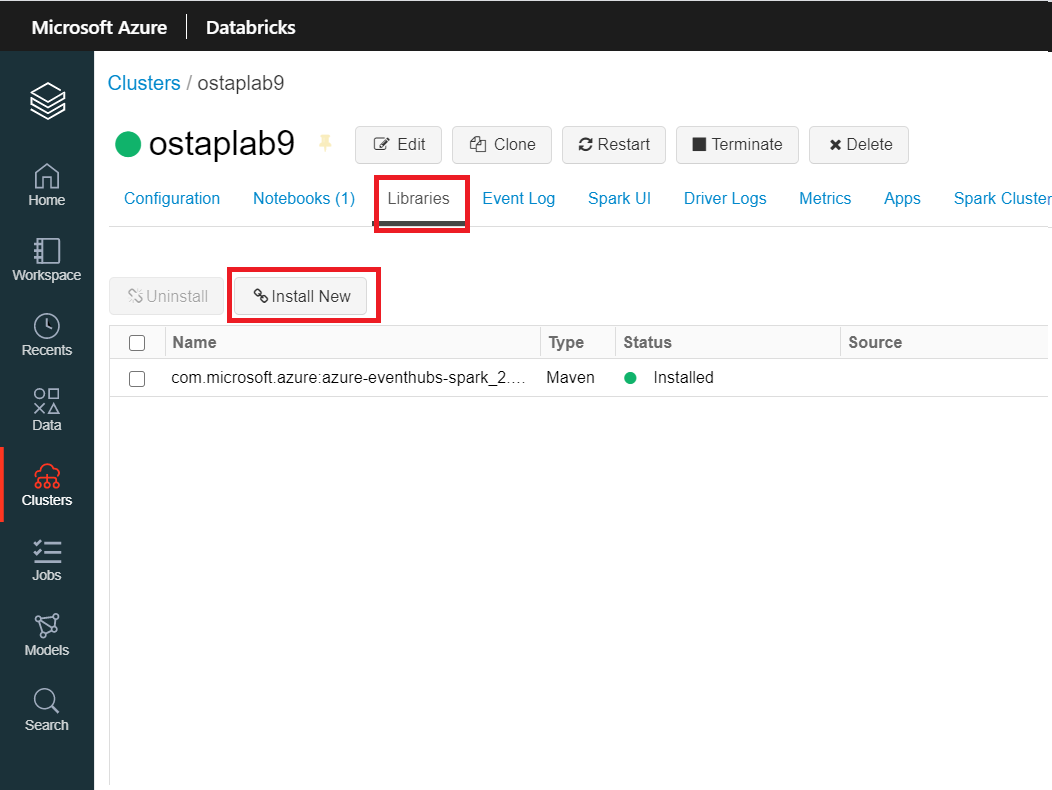 Microsoft Azure Databricks
Clusters / ostaplab9
ostaplab9 Edit Clone Restart Terminate Delete
Configuration Notebooks (1) Libraries Event Log Spark UI Driver Logs Metrics Apps Spark Cluster
Uninstall Install New
Name Type Status Source
com.microsoft.azure:azure-eventhubs-spark_2.… Maven Installed
Home
Workspace
Recents
Data
Clusters
Jobs
Models
Search